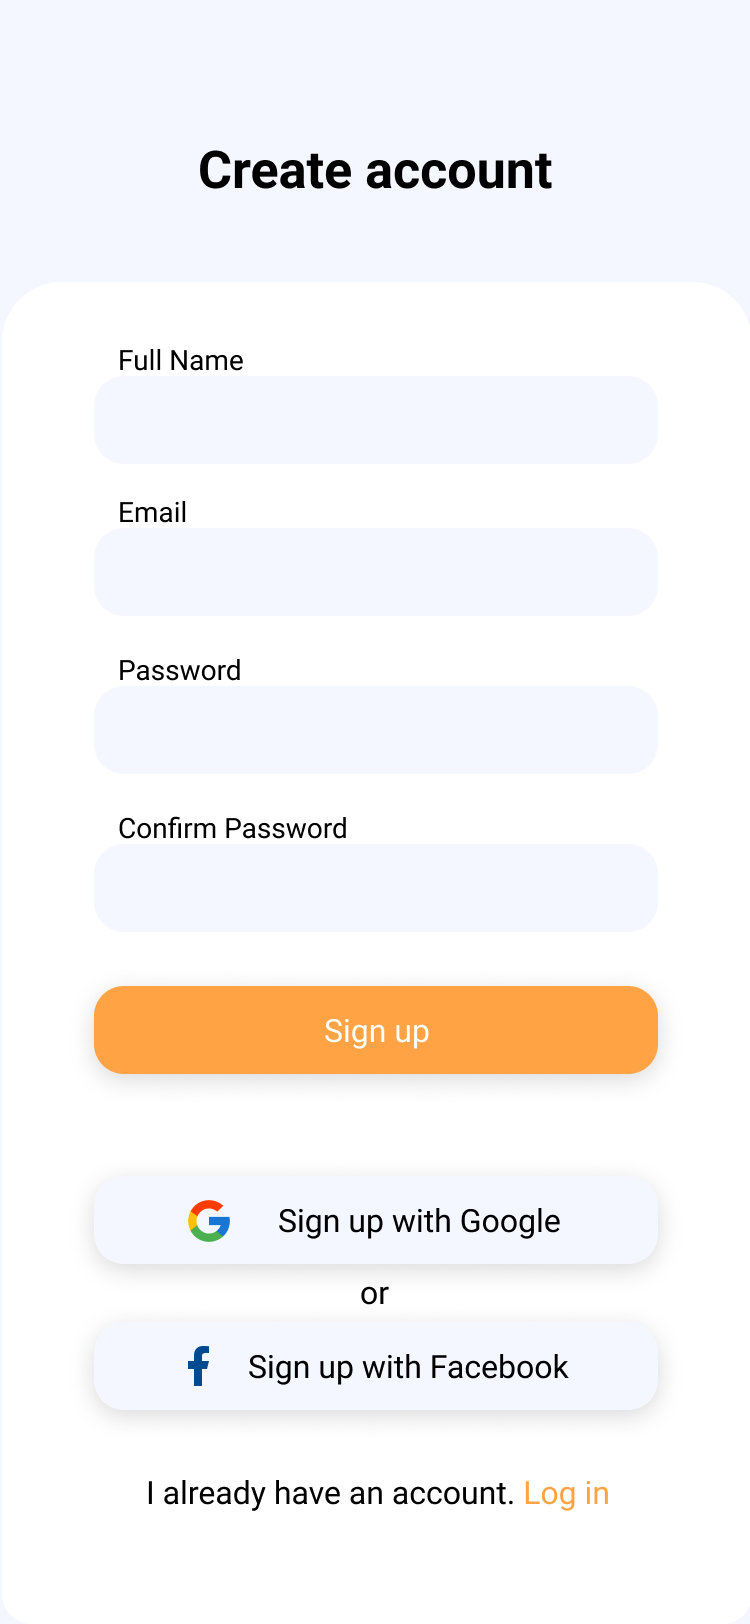 Create account
Full Name
Email
Password
Confirm Password
Sign up
Sign up with Google
or
Sign up with Facebook
I already have an account. Log in